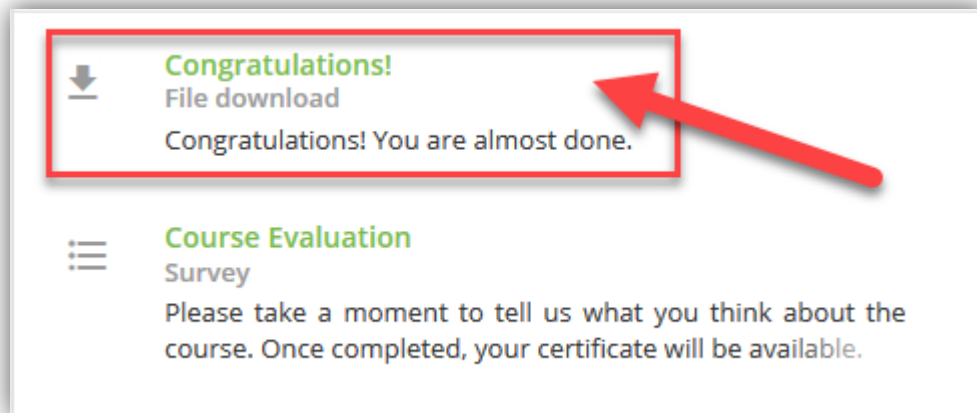 Congratulations!
File download
Congratulations! You are almost done.
Course Evaluation
Survey
Please take a moment to tell us what you think about the
course. Once completed, your certificate will be available.